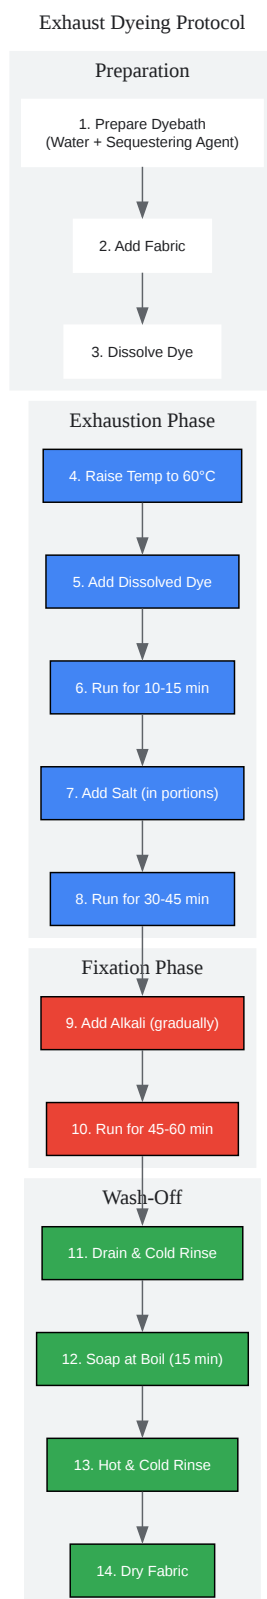 Exhaust Dyeing Protocol
Preparation
1. Prepare Dyebath
(Water + Sequestering Agent)
2. Add Fabric
3. Dissolve Dye
Exhaustion Phase
4. Raise Temp to 60°C
5. Add Dissolved Dye
6. Run for 10-15 min
7. Add Salt (in portions)
8. Run for 30-45 min
Fixation Phase
9. Add Alkali (gradually)
10. Run for 45-60 min
Wash-Off
11. Drain & Cold Rinse
12. Soap at Boil (15 min)
13. Hot & Cold Rinse
14. Dry Fabric